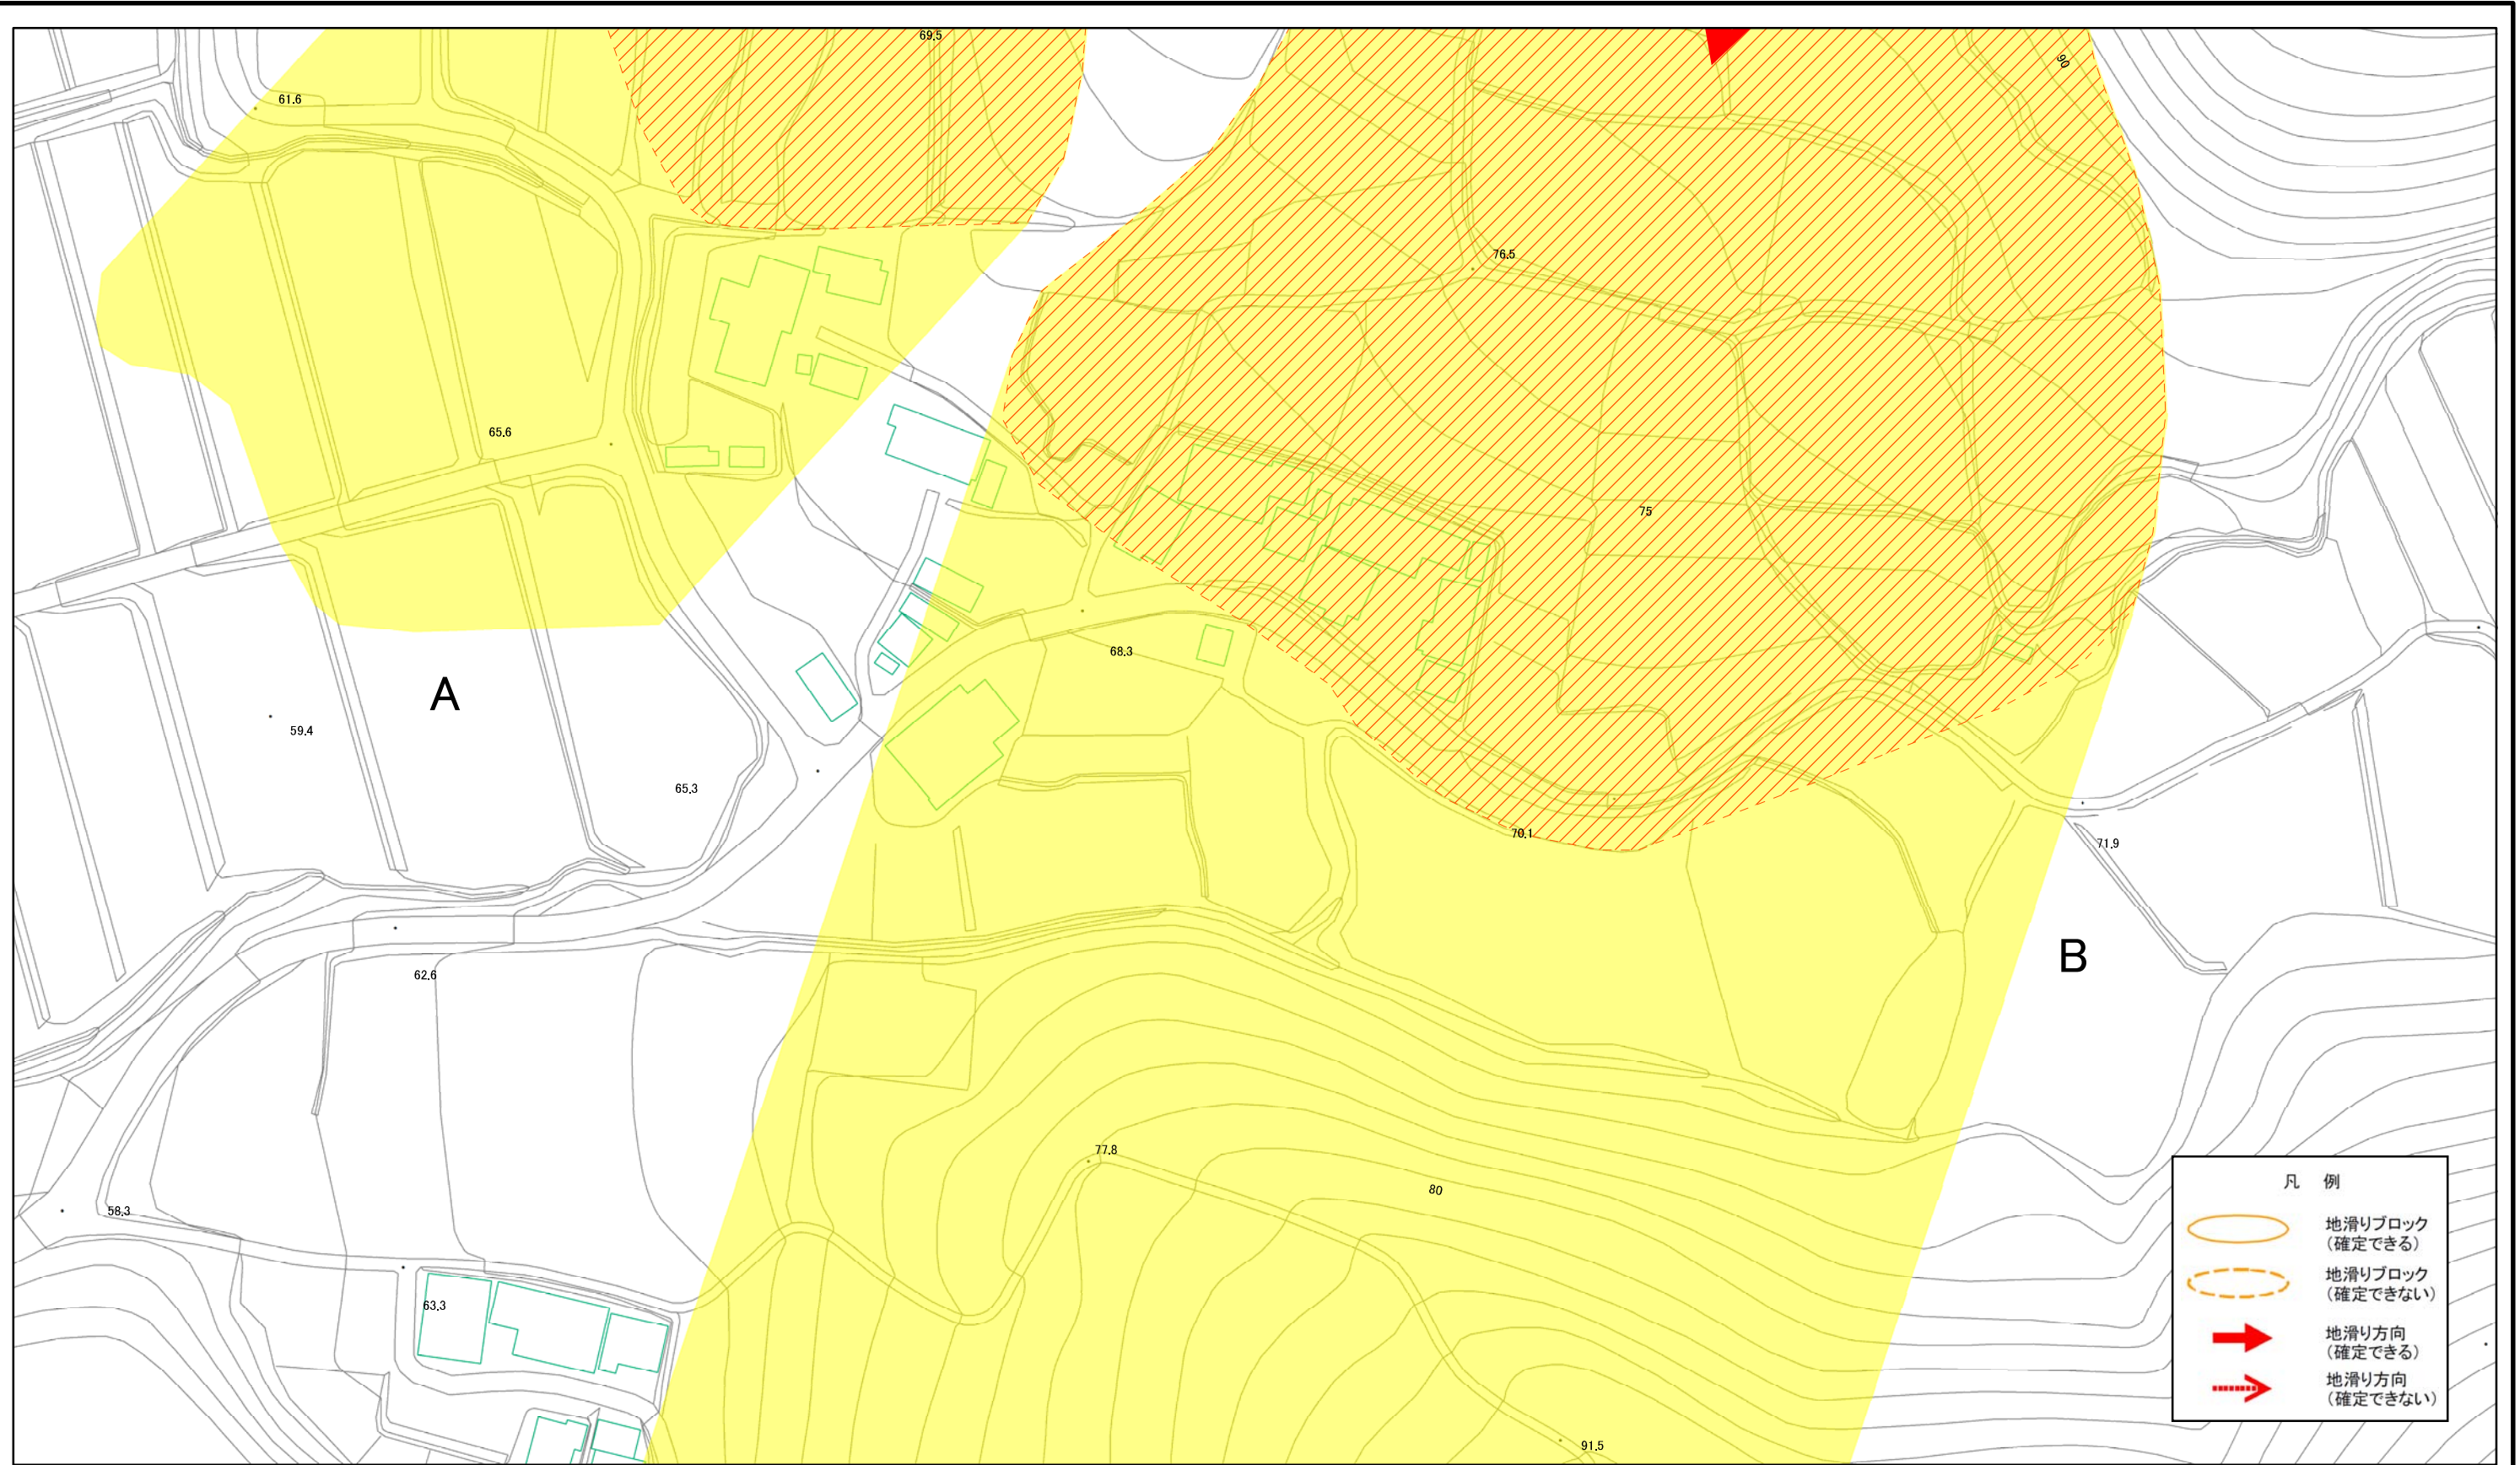 69.5
90
61.6
76.5
65.6
75
68.3
A
59.4
65.3
70.1
71.9
B
62.6
77.8
80
58.3
63.3
91.5
凡 例
地滑りブロック
(確定できる)
地滑りブロック
(確定できない)
地滑り方向
(確定できる)
地滑り方向
(確定できない)